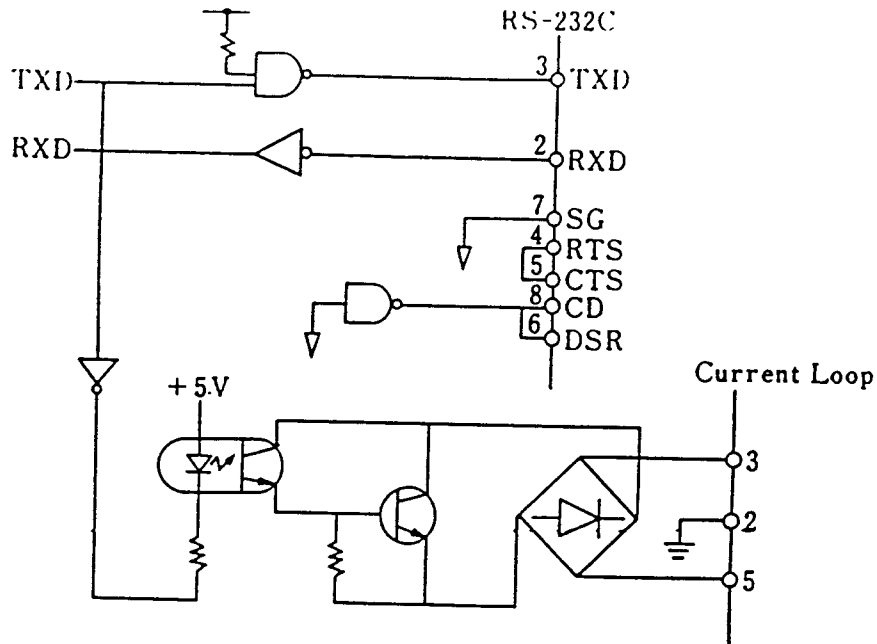 RS-232C
TXD
3
TXD
RXD
2
RXD
7
SG
4
RTS
5
CTS
8
CD
6
DSR
+5.V
Current Loop
3
2
5